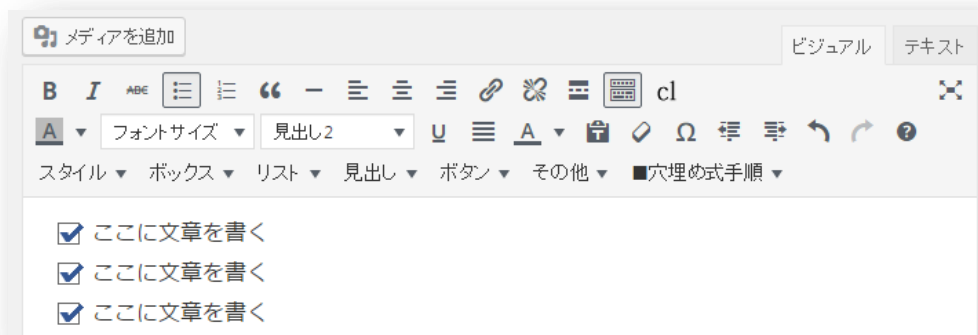 メディアを追加
ビジュアル テキスト
B I ABE “ cl
A フォントサイズ 見出し2 U A T Ω ?
スタイル ボックス リスト 見出し ボタン その他 ■穴埋め式手順
ここに文章を書く
ここに文章を書く
ここに文章を書く